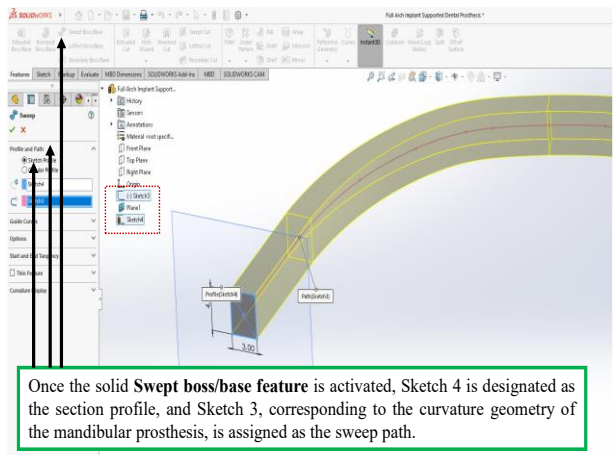 SOLIDWORKS
Full Arch Implant Supported Dental Prosthesis *
Swept Boss/Base
Lofted Boss/Base
Boundary Boss/Base
Swept Cut
Lofted Cut
Boundary Cut
Instant3D
Features Sketch Markup Evaluate MBD Dimensions SOLIDWORKS Add-Ins MBD SOLIDWORKS CAM
Sweep
Profile and Path
Sketch Profile
Sketch4
Guide Curves
Options
Start and End Tangency
Thin Feature
Curvature Display
Full Arch Implant Support...
History
Sensors
Annotations
Material <not specifi...
Front Plane
Top Plane
Right Plane
Origin
(-) Sketch3
Plane1
Sketch4
Profile(Sketch4)
Path(Sketch3)
3.00
Once the solid Swept boss/base feature is activated, Sketch 4 is designated as
the section profile, and Sketch 3, corresponding to the curvature geometry of
the mandibular prosthesis, is assigned as the sweep path.